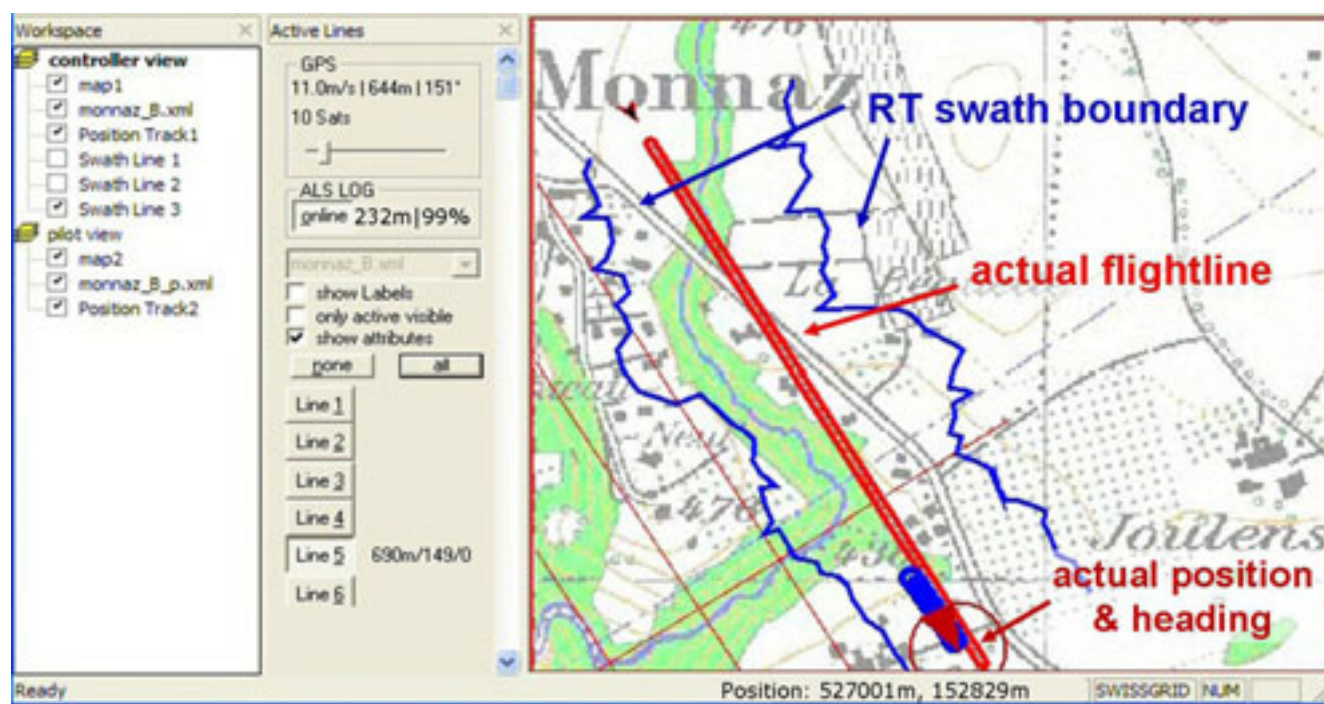 Workspace
controller view
map1
monnaz_B.xml
Position Track1
Swath Line 1
Swath Line 2
Swath Line 3
pilot view
map2
monnaz_B_p.xml
Position Track2
Active Lines
GPS
11.0m/s | 644m | 151°
10 Sats
ALS LOG
online 232m|99%
monnaz_B.xml
show Labels
only active visible
show attributes
none all
Line 1
Line 2
Line 3
Line 4
Line 5 690m/149/0
Line 6
476
Monnaz
RT swath boundary
actual flightline
476
430
Joulens
actual position
& heading
Ready
Position: 527001m, 152829m
SWISSGRID NUM